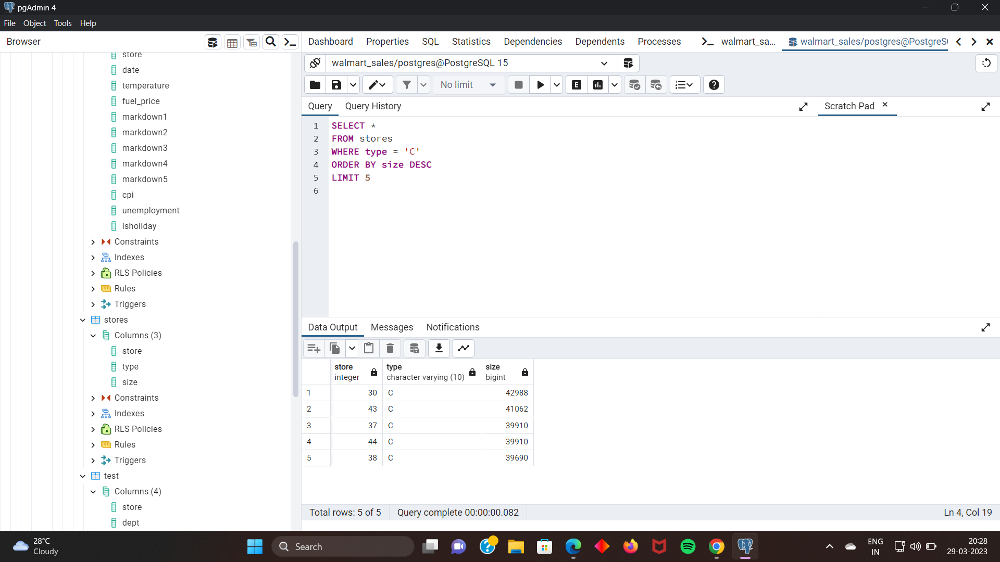 pgAdmin 4
File Object Tools Help
Browser
Dashboard Properties SQL Statistics Dependencies Dependents Processes walmart_sa... walmart_sales/postgres@PostgreS
walmart_sales/postgres@PostgreSQL 15
No limit
E
Query Query History
Scratch Pad
1 SELECT *
2 FROM stores
3 WHERE type = 'C'
4 ORDER BY size DESC
5 LIMIT 5
6
store
date
temperature
fuel_price
markdown1
markdown2
markdown3
markdown4
markdown5
cpi
unemployment
isholiday
Constraints
Indexes
RLS Policies
Rules
Triggers
stores
Columns (3)
store
type
size
Constraints
Indexes
RLS Policies
Rules
Triggers
test
Columns (4)
store
dept
Data Output Messages Notifications
store type size
integer character varying (10) bigint
1 30 C 42988
2 43 C 41062
3 37 C 39910
4 44 C 39910
5 38 C 39690
Total rows: 5 of 5 Query complete 00:00:00.082 Ln 4, Col 19
28°C
Cloudy
Search
ENG
IN
20:28
29-03-2023